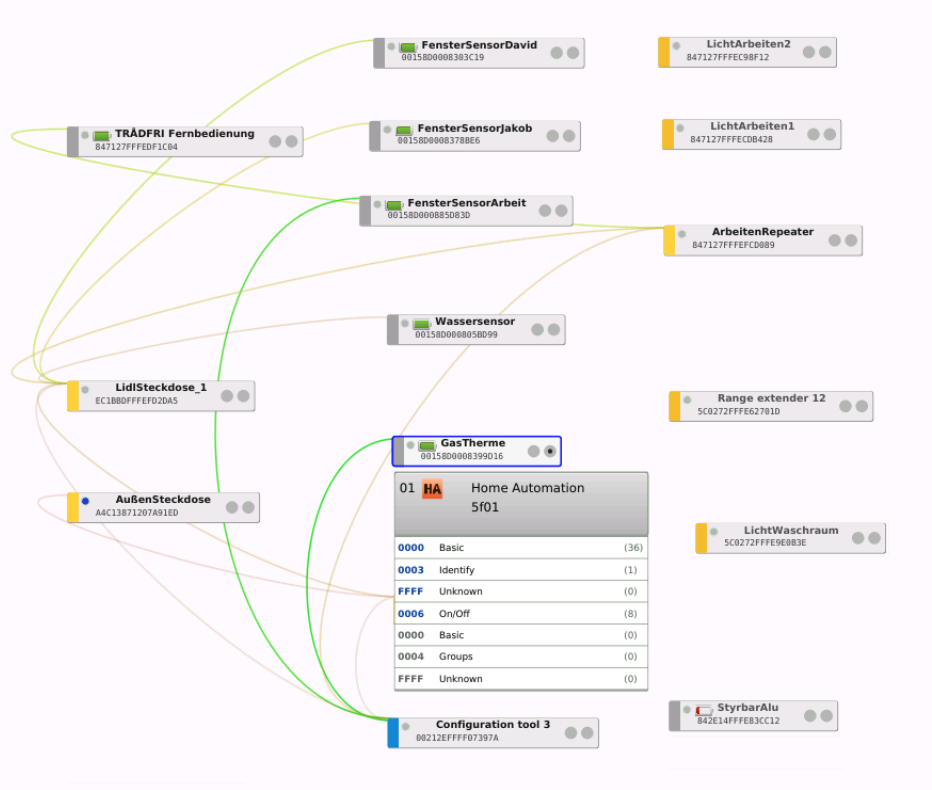 FensterSensorDavid
00158D0008303C19
LichtArbeiten2
847127FFFEC98F12
TRÅDFRI Fernbedienung
847127FFFEDF1C04
FensterSensorJakob
00158D0008378BE6
LichtArbeiten1
847127FFFECDB428
FensterSensorArbeit
00158D000885D83D
ArbeitenRepeater
847127FFFEFCD089
Wassersensor
00158D000805BD99
LidlSteckdose_1
EC1BBDFFFEFD2DA5
Range extender 12
5C0272FFFE62701D
GasTherme
00158D0008399D16
01 HA Home Automation
5f01
AußenSteckdose
A4C13871207A91ED
LichtWaschraum
5C0272FFFE9E0B3E
0000 Basic (36)
0003 Identify (1)
FFFF Unknown (0)
0006 On/Off (8)
0000 Basic (0)
0004 Groups (0)
FFFF Unknown (0)
StyrbarAlu
842E14FFFE83CC12
Configuration tool 3
00212EFFFF07397A